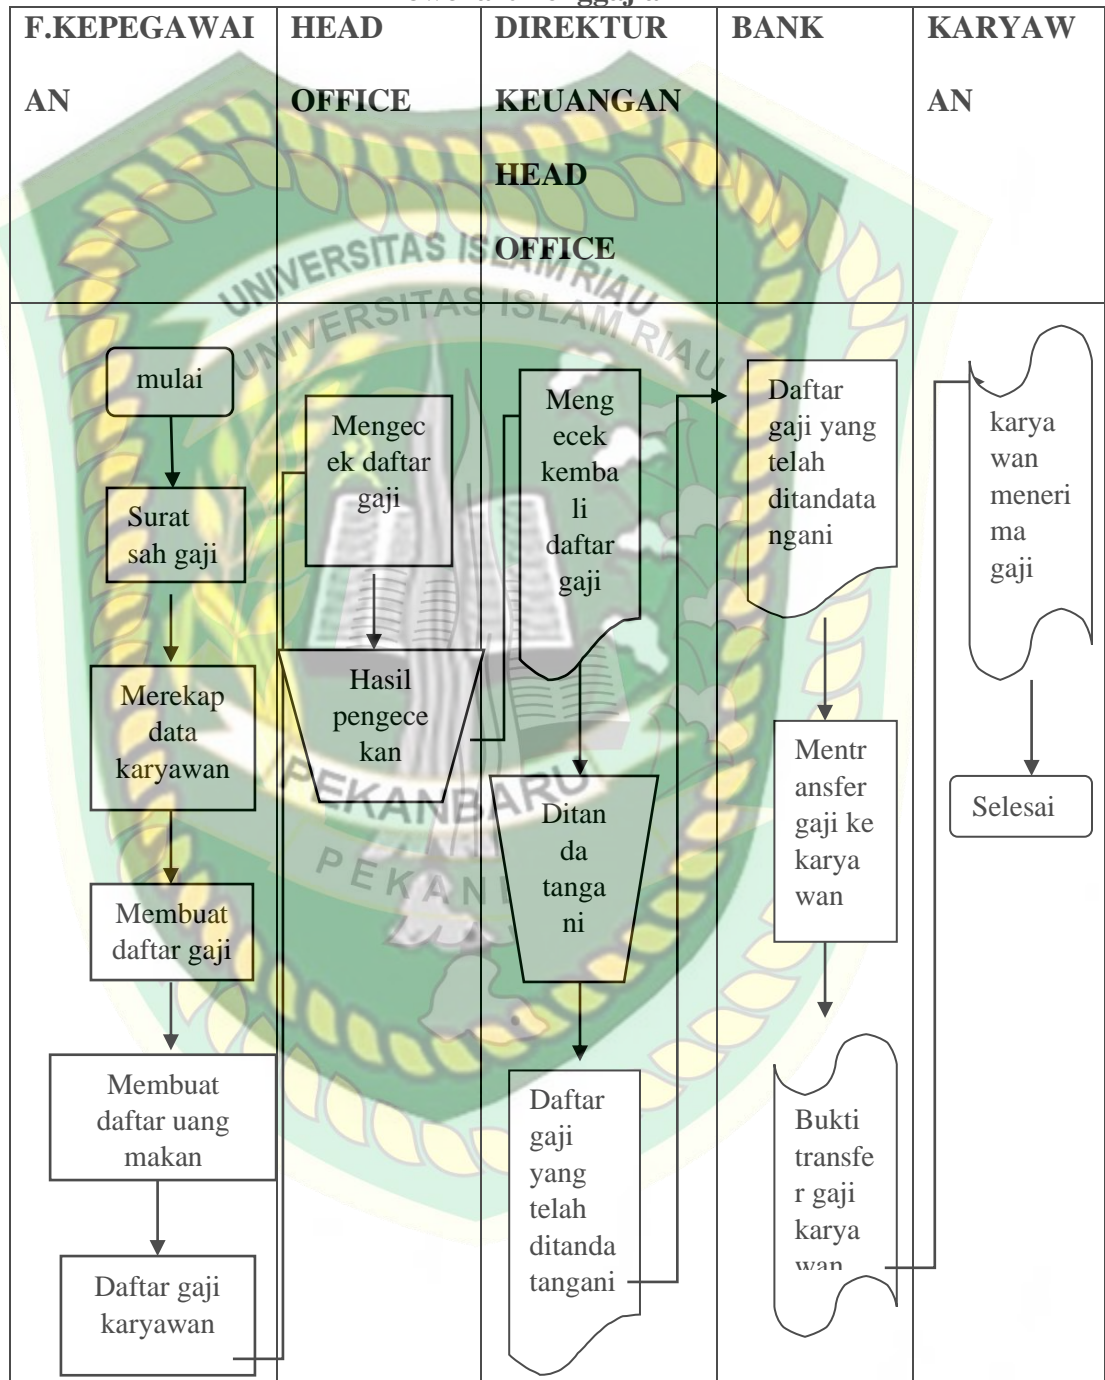 F.KEPEGAWAI
AN
HEAD
OFFICE
DIREKTUR
KEUANGAN
HEAD
OFFICE
BANK
KARYAW
AN
UNIVERSITAS ISLAM RIAU
UNIVERSITAS ISLAM RIAU
mulai
Surat
sah gaji
Merekap
data
karyawan
Membuat
daftar gaji
Membuat
daftar uang
makan
Daftar gaji
karyawan
Mengec
ek daftar
gaji
Hasil
pengece
kan
PEKANBARU
Meng
ecek
kemba
li
daftar
gaji
Ditan
da
tanga
ni
Daftar
gaji
yang
telah
ditanda
tangani
Daftar
gaji yang
telah
ditandata
ngani
Mentr
ansfer
gaji ke
karya
wan
Bukti
transfe
r gaji
karya
wan
karya
wan
meneri
ma
gaji
Selesai